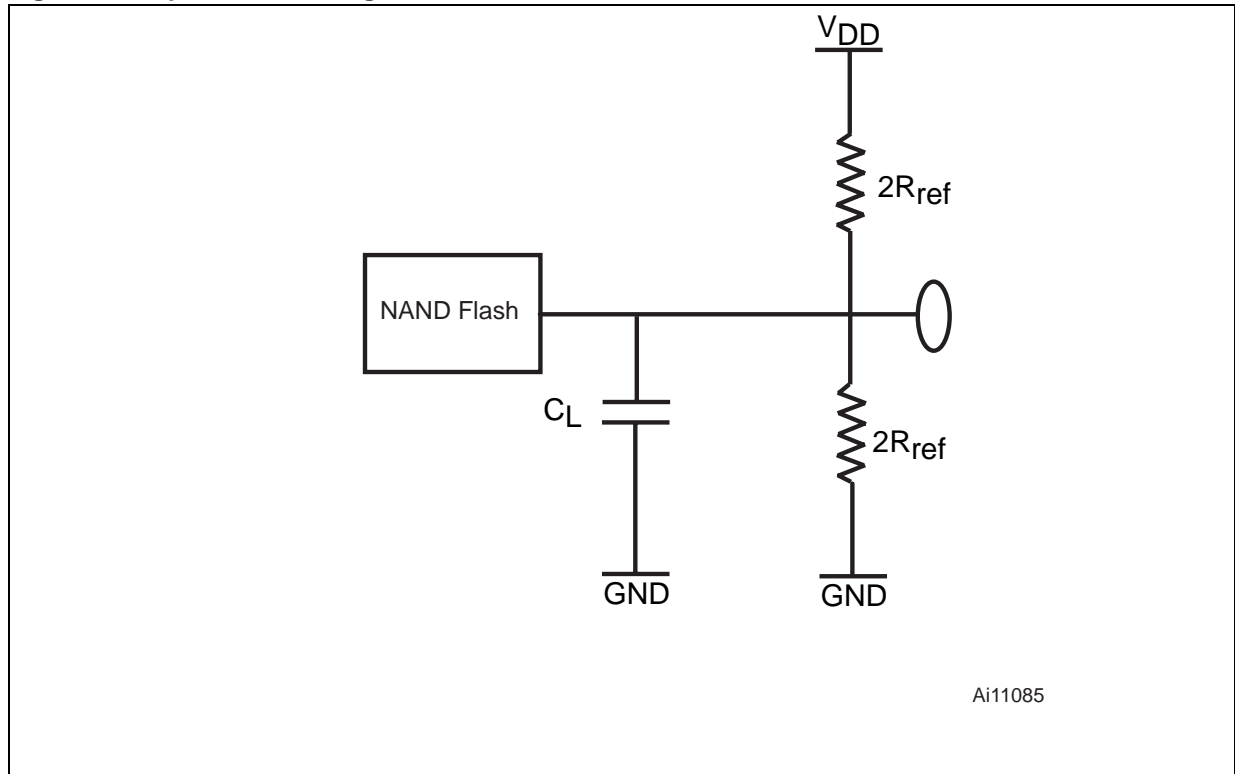 VDD
2Rref
NAND Flash
CL
2Rref
GND
GND
Ai11085